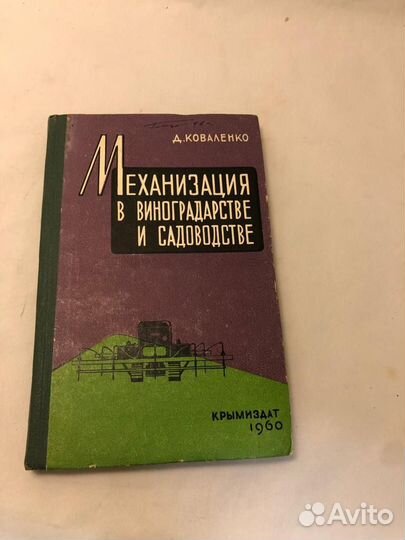 Д. КОВАЛЕНКО
МЕХАНИЗАЦИЯ
В ВИНОГРАДАРСТВЕ
И САДОВОДСТВЕ
КРЫМИЗДАТ
1960
Avito